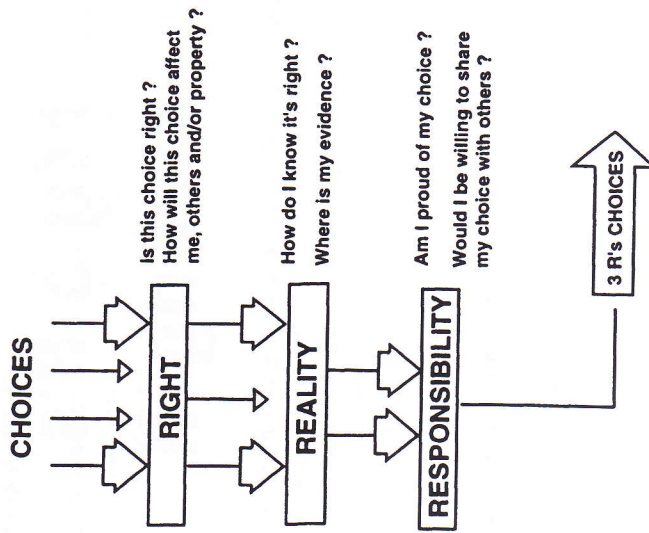 CHOICES
RIGHT
Is this choice right ?
How will this choice affect
me, others and/or property ?
REALITY
How do I know it's right ?
Where is my evidence ?
RESPONSIBILITY
Am I proud of my choice ?
Would I be willing to share
my choice with others ?
3 R's CHOICES